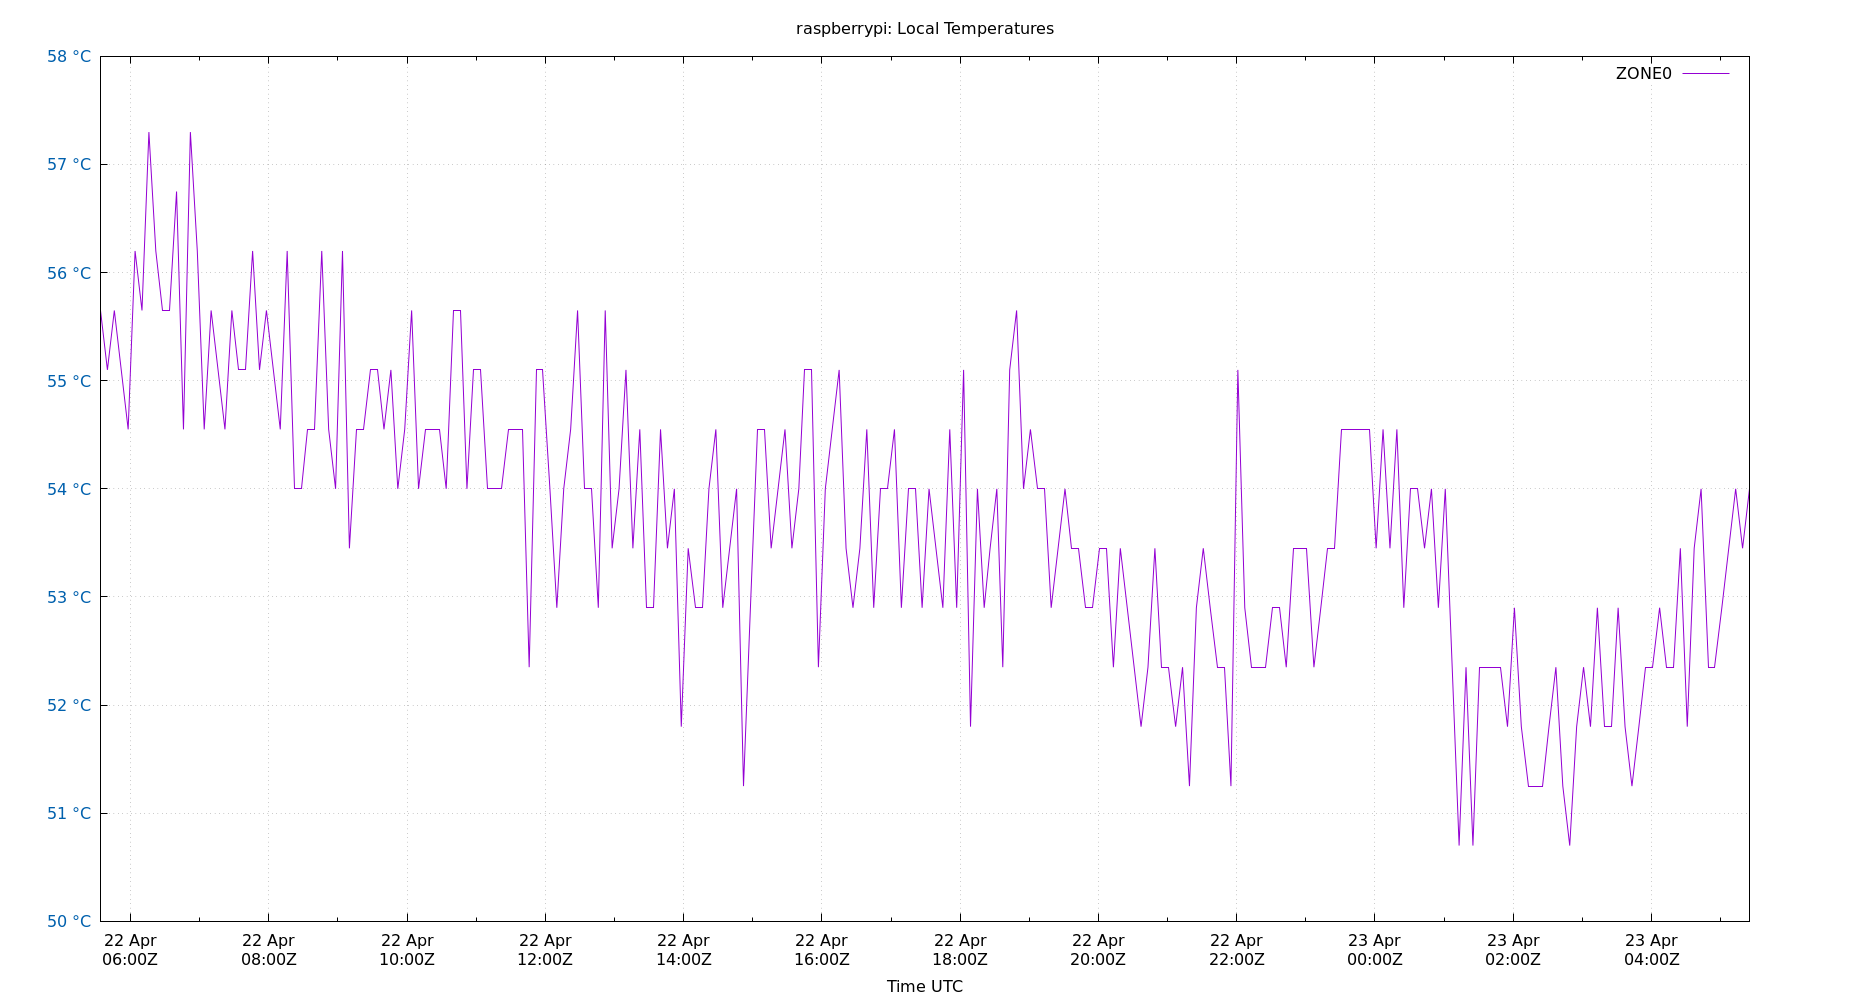 raspberrypi: Local Temperatures
58 °C
ZONE0
57 °C
56 °C
55 °C
54 °C
53 °C
52 °C
51 °C
50 °C
22 Apr 22 Apr 22 Apr 22 Apr 22 Apr 22 Apr 22 Apr 22 Apr 22 Apr 23 Apr 23 Apr 23 Apr
06:00Z 08:00Z 10:00Z 12:00Z 14:00Z 16:00Z 18:00Z 20:00Z 22:00Z 00:00Z 02:00Z 04:00Z
Time UTC